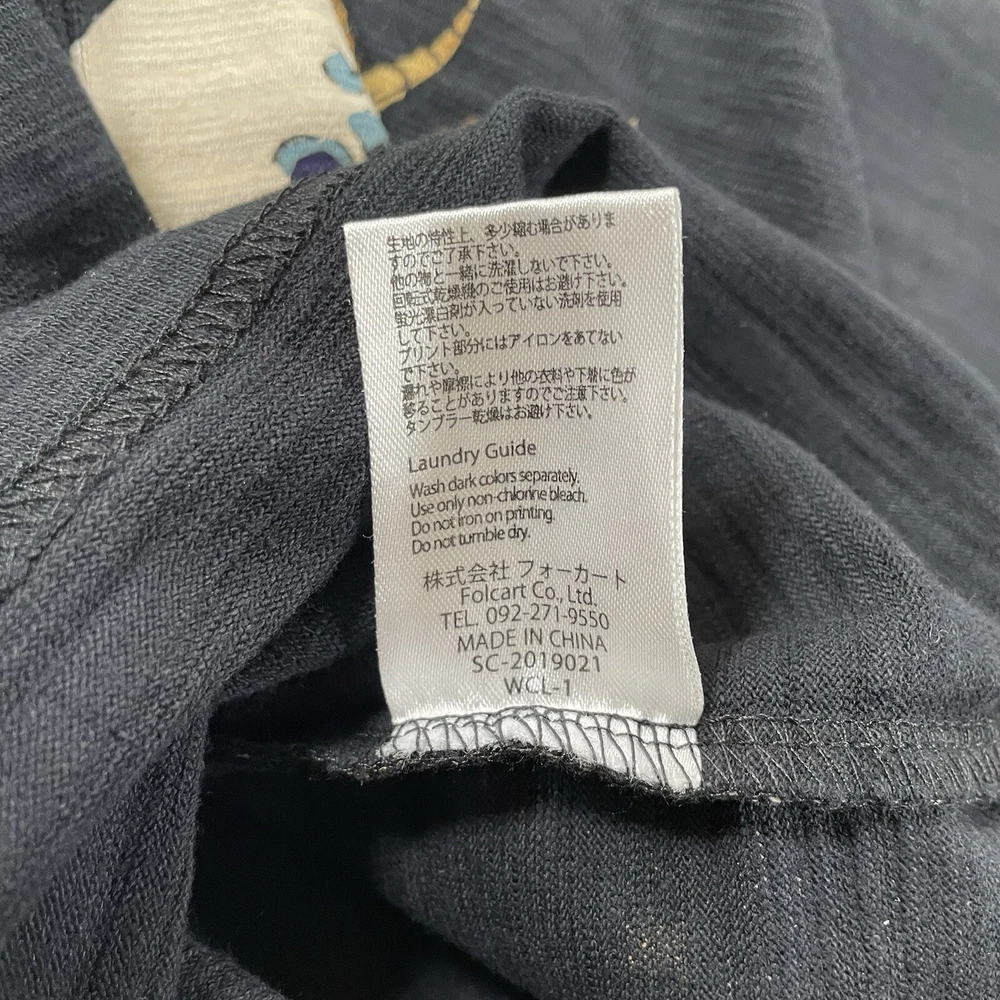 生地の特性上、多少縮む場合がありま
すのでご了承下さい。
他の物と一緒に洗濯しないで下さい。
回転式乾燥機のご使用はお避け下さい。
蛍光漂白剤が入っていない洗剤を使用
して下さい。
プリント部分にはアイロンをあてない
で下さい。
濡れや摩擦により他の衣料や下着に色が
移ることがありますのでご注意下さい。
タンブラー乾燥はお避け下さい。
Laundry Guide
Wash dark colors separately.
Use only non-chlorine bleach.
Do not iron on printing.
Do not tumble dry.
株式会社 フォーカート
Folcart Co., Ltd.
TEL. 092-271-9550
MADE IN CHINA
SC-2019021
WCL-1